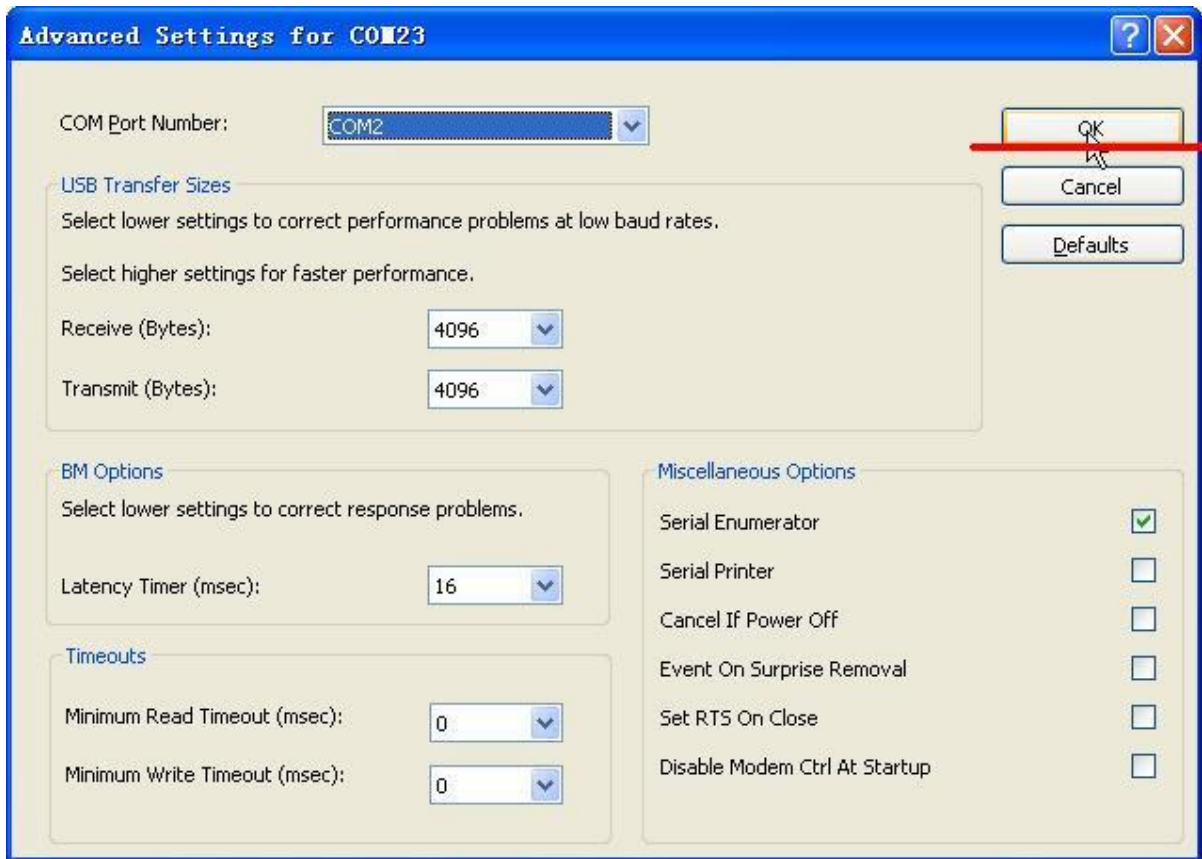 Advanced Settings for COM23
COM Port Number:
COM2
OK
Cancel
Defaults
USB Transfer Sizes
Select lower settings to correct performance problems at low baud rates.
Select higher settings for faster performance.
Receive (Bytes):
4096
Transmit (Bytes):
4096
BM Options
Select lower settings to correct response problems.
Latency Timer (msec):
16
Timeouts
Minimum Read Timeout (msec):
0
Minimum Write Timeout (msec):
0
Miscellaneous Options
Serial Enumerator
Serial Printer
Cancel If Power Off
Event On Surprise Removal
Set RTS On Close
Disable Modem Ctrl At Startup